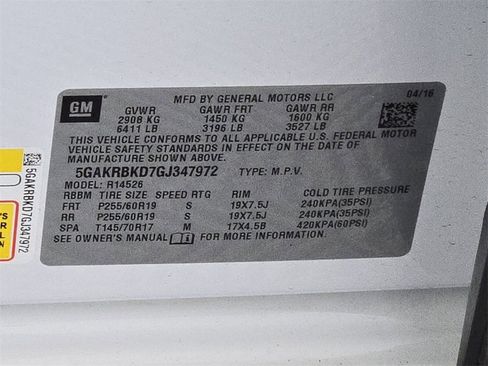 GM
MFD BY GENERAL MOTORS LLC
04/16
GVWR GAWR FRT GAWR RR
2908 KG 1450 KG 1600 KG
6411 LB 3196 LB 3527 LB
THIS VEHICLE CONFORMS TO ALL APPLICABLE U.S. FEDERAL MOTOR
VEHICLE SAFETY STANDARDS IN EFFECT ON THE DATE OF
MANUFACTURE SHOWN ABOVE.
5GAKRBKD7GJ347972 TYPE: M.P.V.
MODEL: R14526
RBBM TIRE SIZE SPEED RTG RIM COLD TIRE PRESSURE
FRT P255/60R19 S 19X7.5J 240KPA(35PSI)
RR P255/60R19 S 19X7.5J 240KPA(35PSI)
SPA T145/70R17 M 17X4.5B 420KPA(60PSI)
SEE OWNER'S MANUAL FOR MORE INFORMATION.
5GAKRBKD7GJ347972